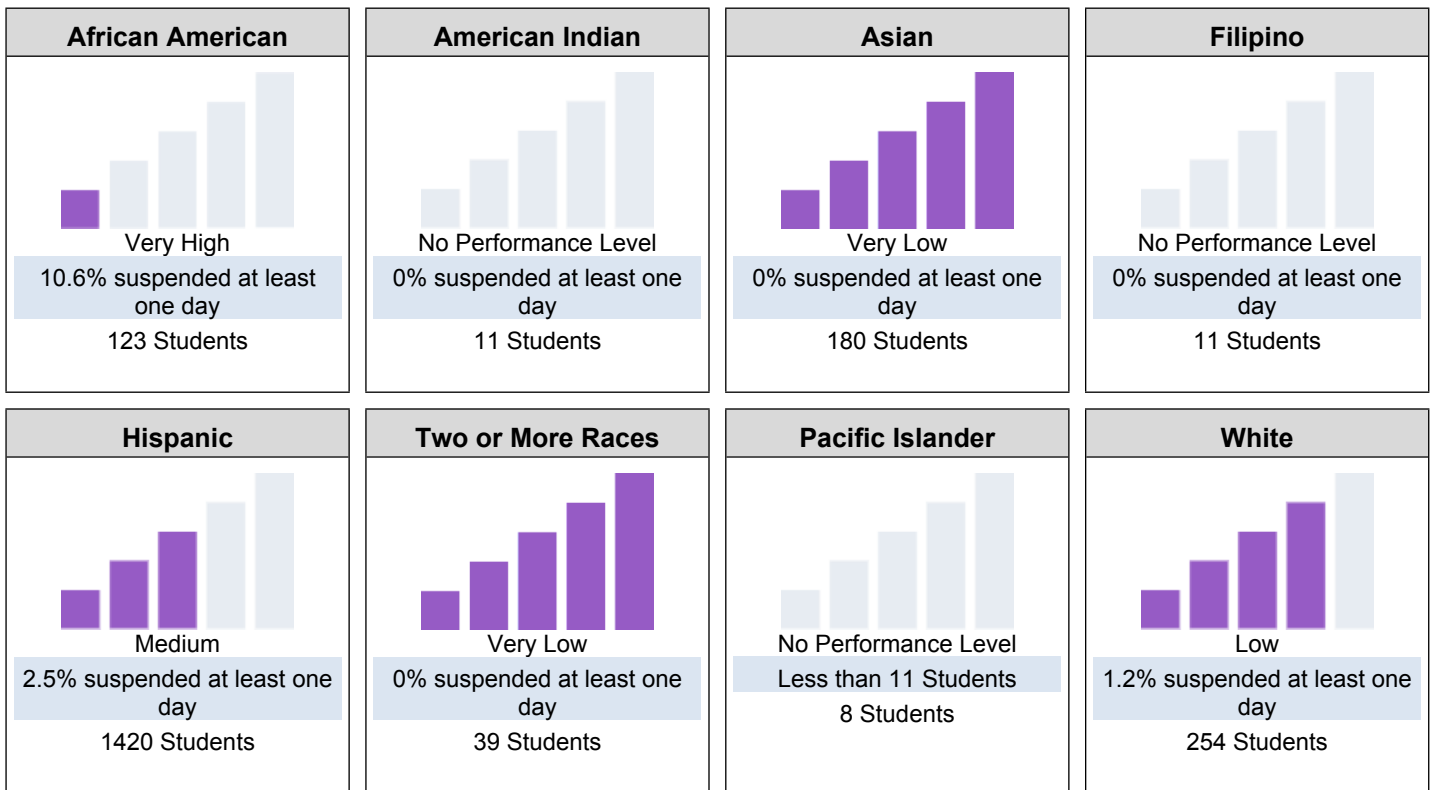 African American
American Indian
Asian
Filipino
Very High
No Performance Level
Very Low
No Performance Level
10.6% suspended at least
one day
0% suspended at least one
day
0% suspended at least one
day
0% suspended at least one
day
123 Students
11 Students
180 Students
11 Students
Hispanic
Two or More Races
Pacific Islander
White
Medium
Very Low
No Performance Level
Low
2.5% suspended at least one
day
0% suspended at least one
day
Less than 11 Students
1.2% suspended at least one
day
1420 Students
39 Students
8 Students
254 Students